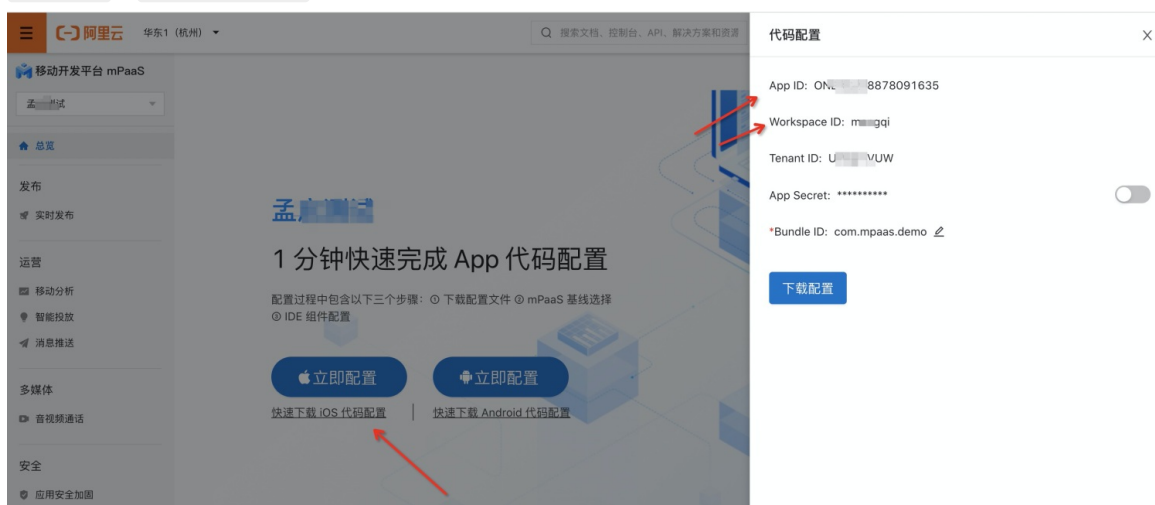 阿里云
华东1（杭州）
搜索文档、控制台、API、解决方案和资源
移动开发平台 mPaaS
总览
发布
实时发布
运营
移动分析
智能投放
消息推送
多媒体
音视频通话
安全
应用安全加固
1 分钟快速完成 App 代码配置
配置过程中包含以下三个步骤：① 下载配置文件 ② mPaaS 基线选择
③ IDE 组件配置
立即配置
立即配置
快速下载 iOS 代码配置
快速下载 Android 代码配置
代码配置
App ID: 8878091635
Workspace ID: gqi
Tenant ID: VUW
App Secret: **********
*Bundle ID: com.mpaas.demo
下载配置